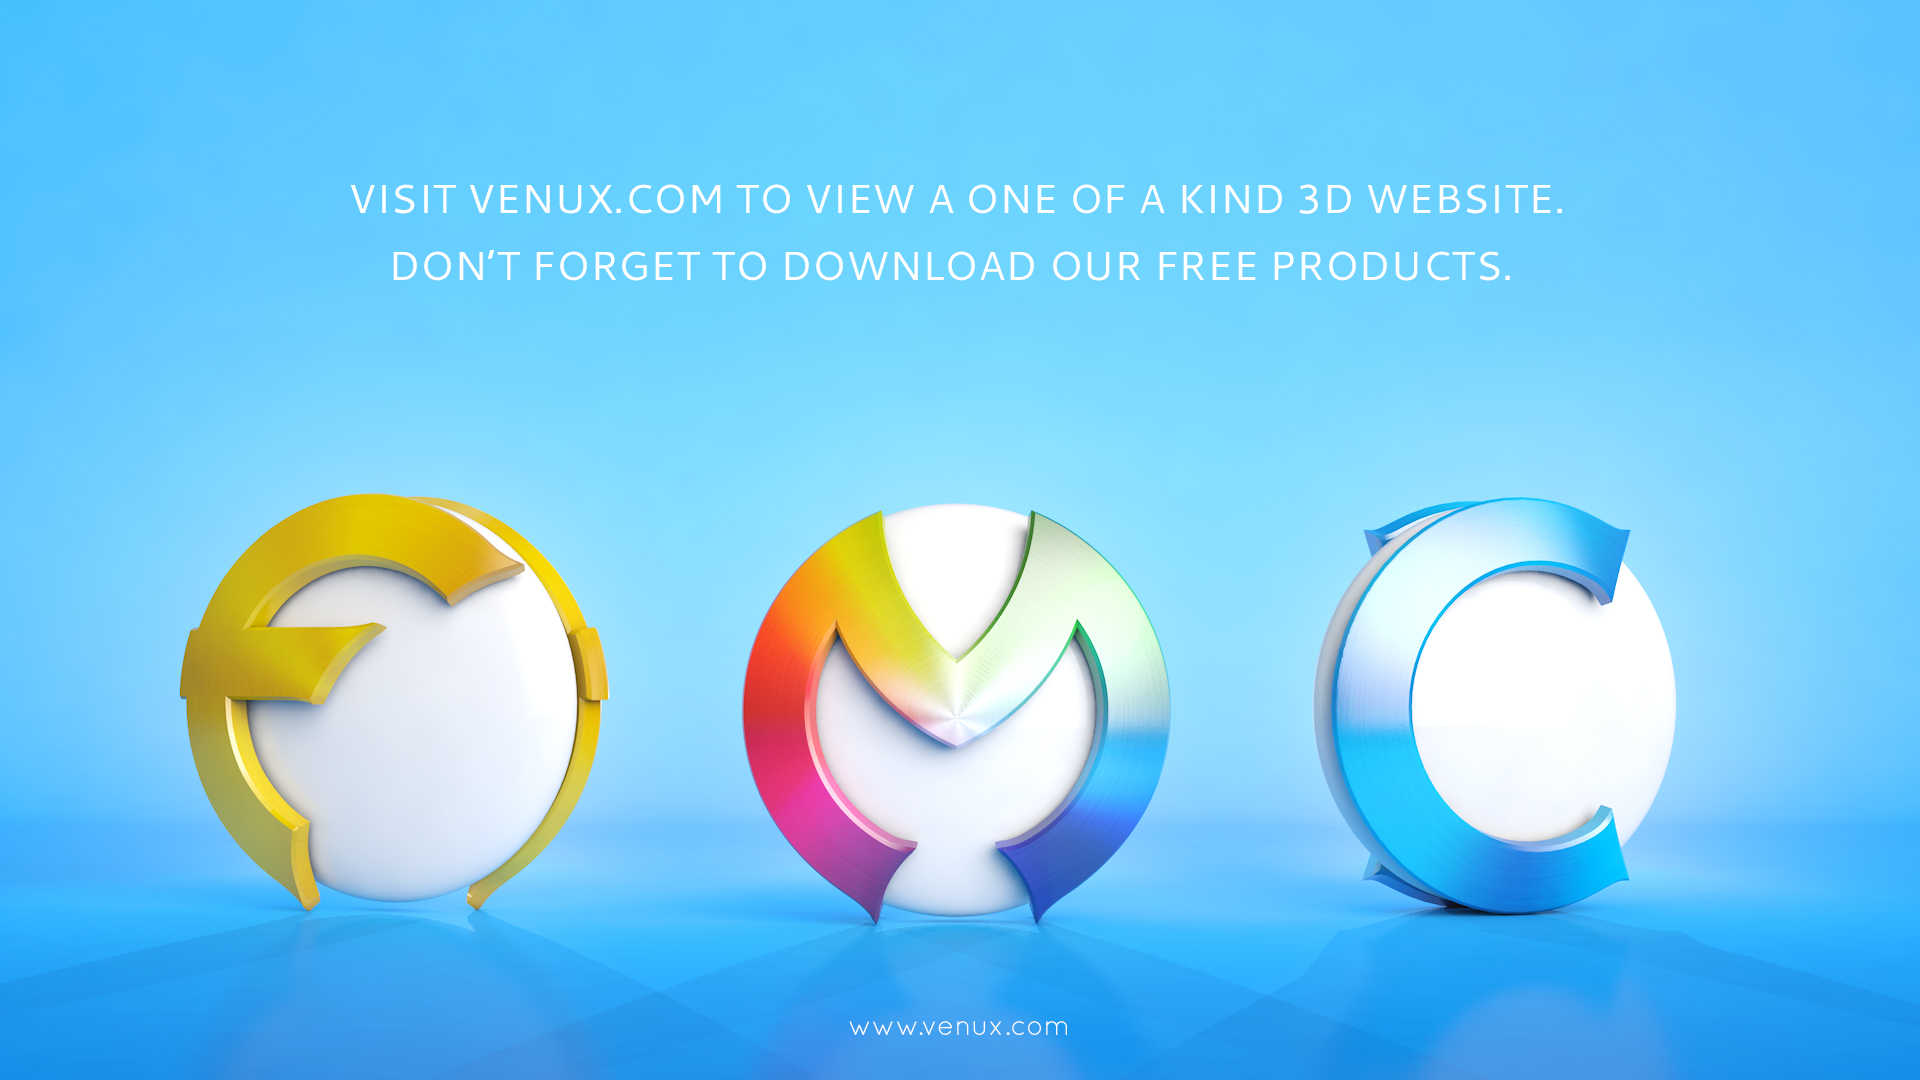 VISIT VENUX.COM TO VIEW A ONE OF A KIND 3D WEBSITE.
DON'T FORGET TO DOWNLOAD OUR FREE PRODUCTS.
F M C
www.venux.com